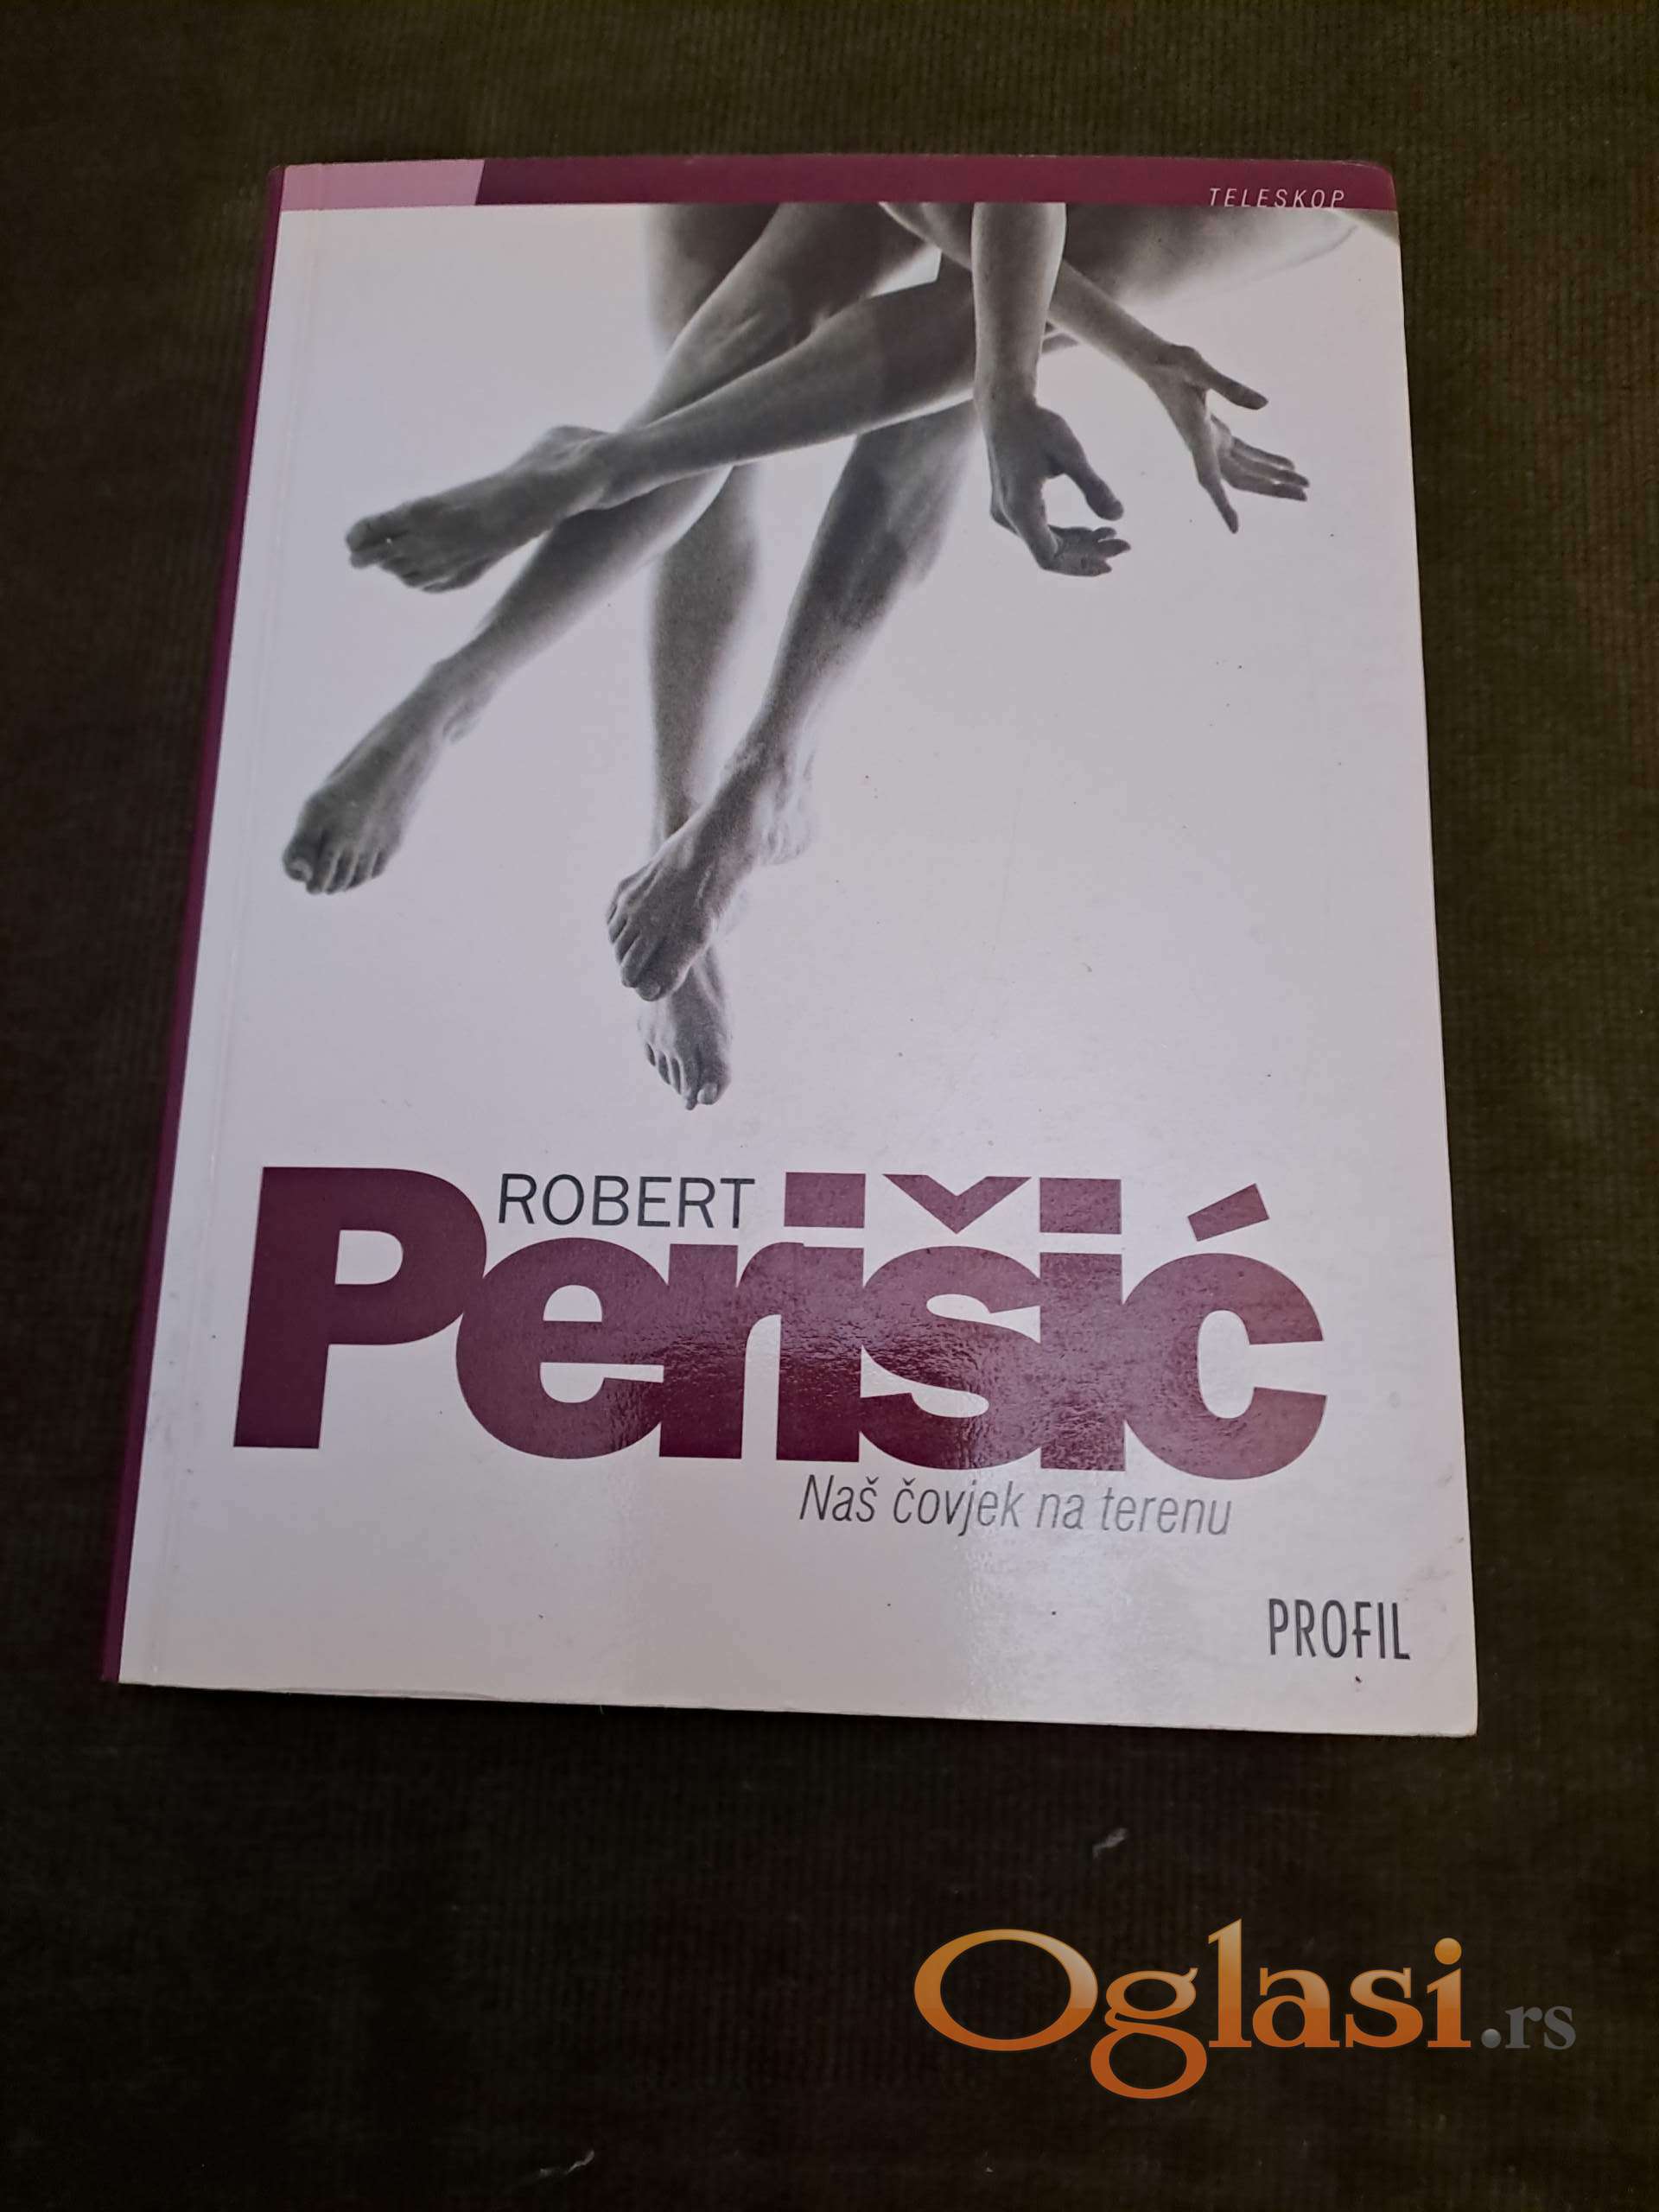 TELESKOP
ROBERT
Perišić
Naš čovjek na terenu
PROFIL
Oglasi.rs